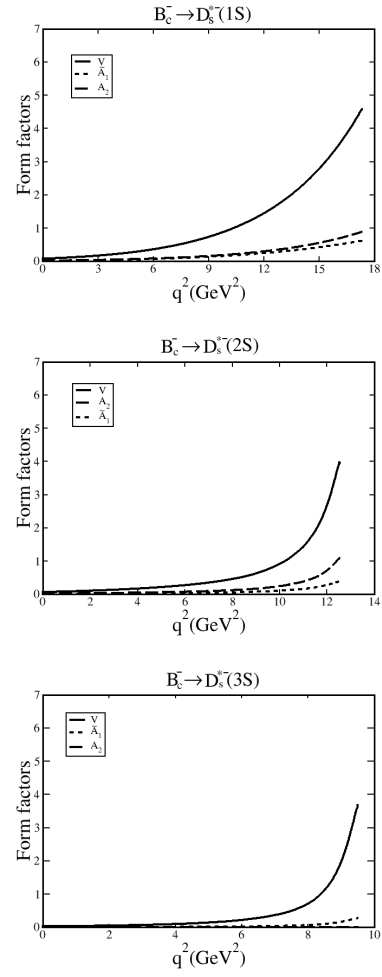 B_c^- → D_s^{*-}(1S)
7
6
5
4
3
2
1
0
Form factors
V
Ā_1
A_2
0 3 6 9 12 15 18
q^2(GeV^2)
B_c^- → D_s^{*-}(2S)
7
6
5
4
3
2
1
0
Form factors
V
A_2
Ā_1
0 2 4 6 8 10 12 14
q^2(GeV^2)
B_c^- → D_s^{*-}(3S)
7
6
5
4
3
2
1
0
Form factors
V
Ā_1
A_2
0 2 4 6 8 10
q^2(GeV^2)